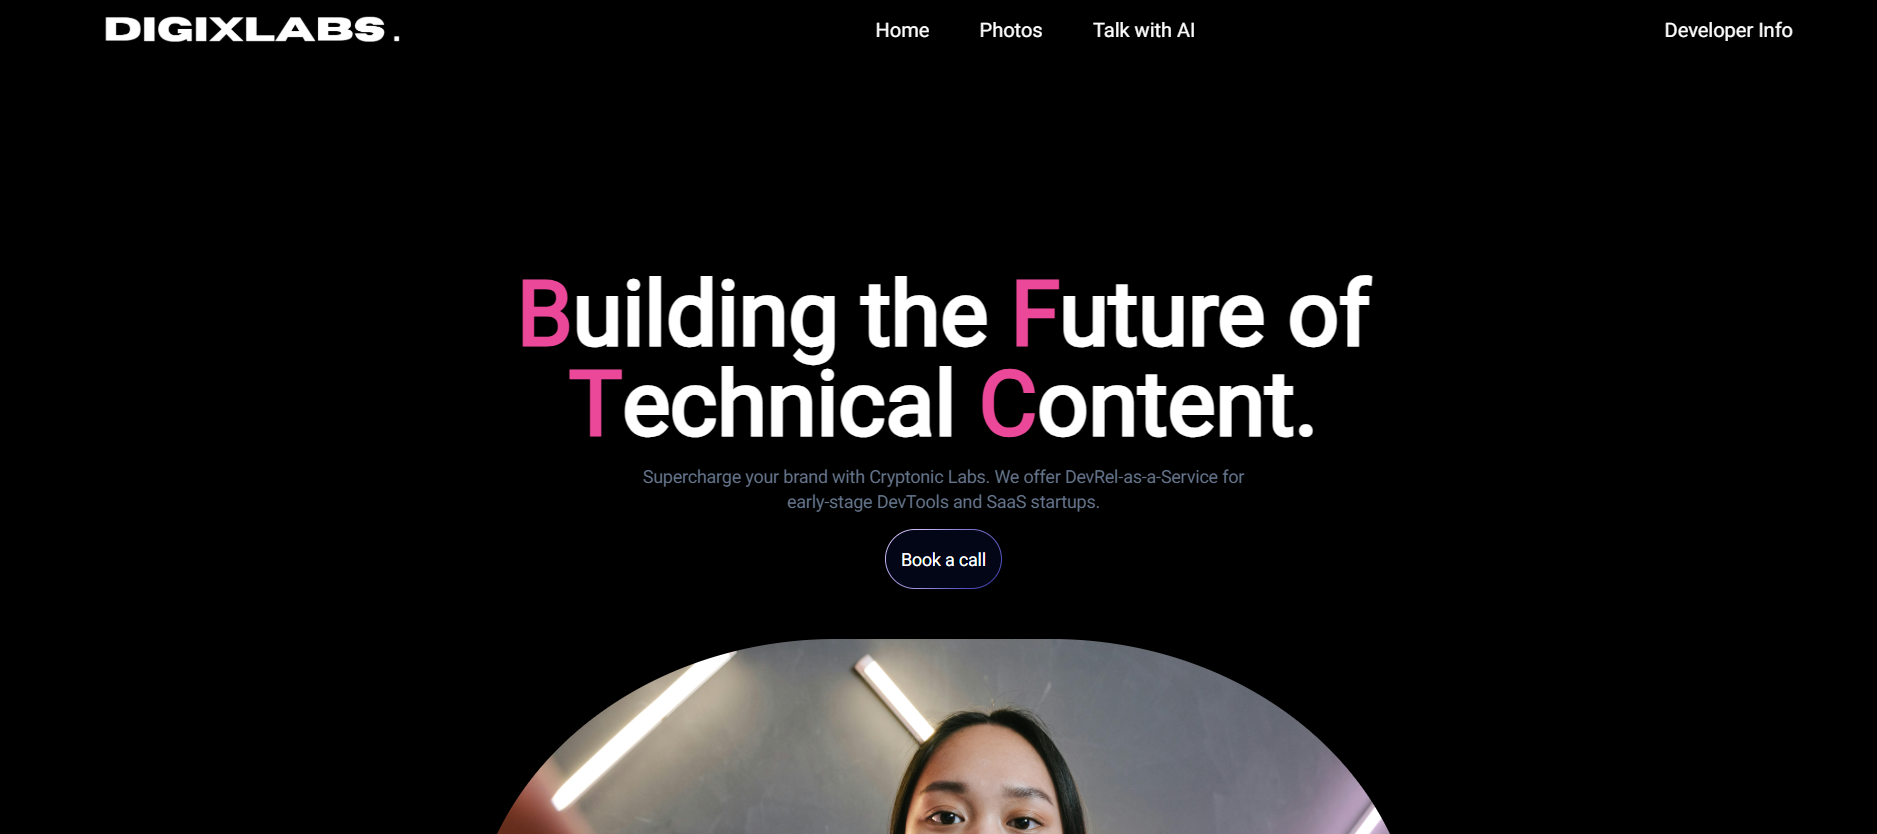 DIGIXLABS.
Home Photos Talk with AI
Developer Info
Building the Future of
Technical Content.
Supercharge your brand with Cryptonic Labs. We offer DevRel-as-a-Service for
early-stage DevTools and SaaS startups.
Book a call